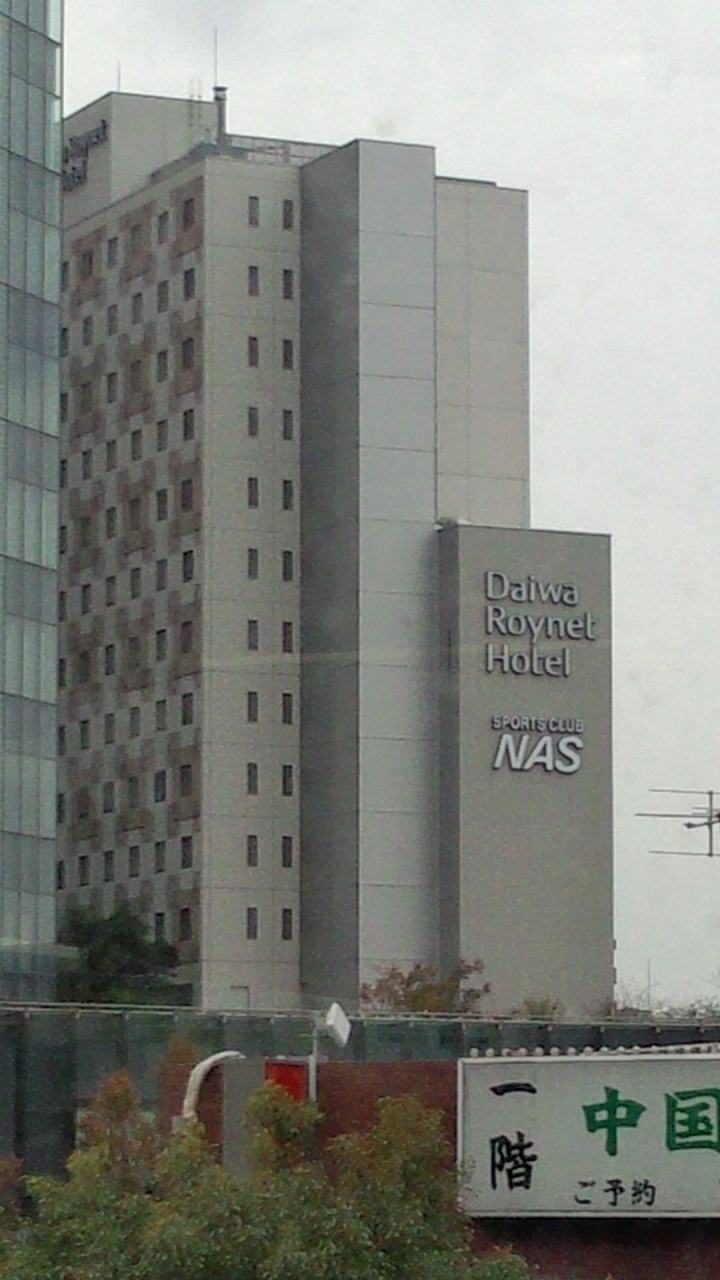 Daiwa
Roynet
Hotel
SPORTS CLUB
NAS
一階
中国
ご予約